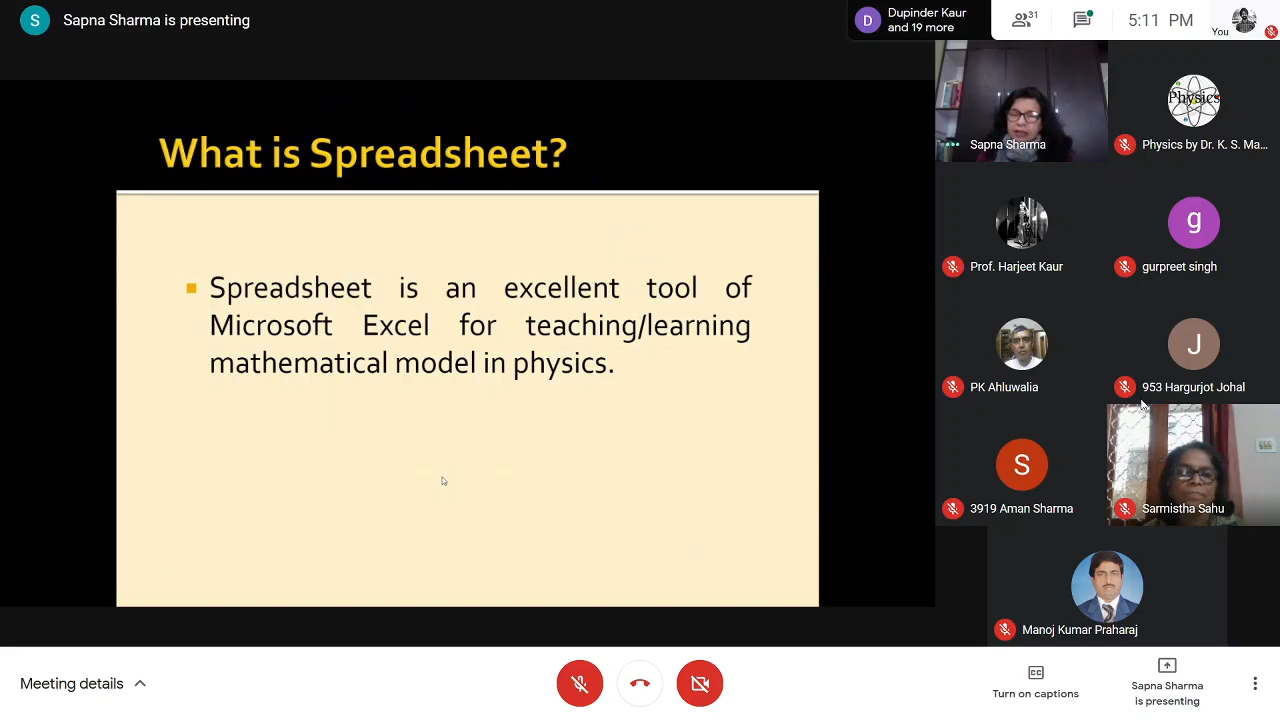 S
Sapna Sharma is presenting
D
Dupinder Kaur
and 19 more
31
5:11 PM
You
What is Spreadsheet?
Spreadsheet is an excellent tool of
Microsoft Excel for teaching/learning
mathematical model in physics.
Sapna Sharma
Physics
Physics by Dr. K. S. Ma...
Prof. Harjeet Kaur
g
gurpreet singh
PK Ahluwalia
J
953 Hargurjot Johal
S
3919 Aman Sharma
Sarmistha Sahu
Manoj Kumar Praharaj
Meeting details
CC
Turn on captions
Sapna Sharma
is presenting